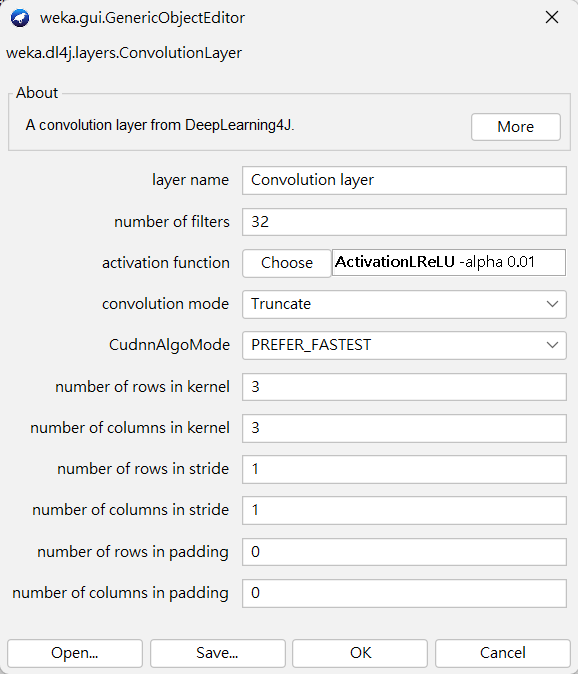 weka.gui.GenericObjectEditor
weka.dl4j.layers.ConvolutionLayer
About
A convolution layer from DeepLearning4J.
More
layer name Convolution layer
number of filters 32
activation function Choose ActivationLReLU -alpha 0.01
convolution mode Truncate
CudnnAlgoMode PREFER_FASTEST
number of rows in kernel 3
number of columns in kernel 3
number of rows in stride 1
number of columns in stride 1
number of rows in padding 0
number of columns in padding 0
Open... Save... OK Cancel